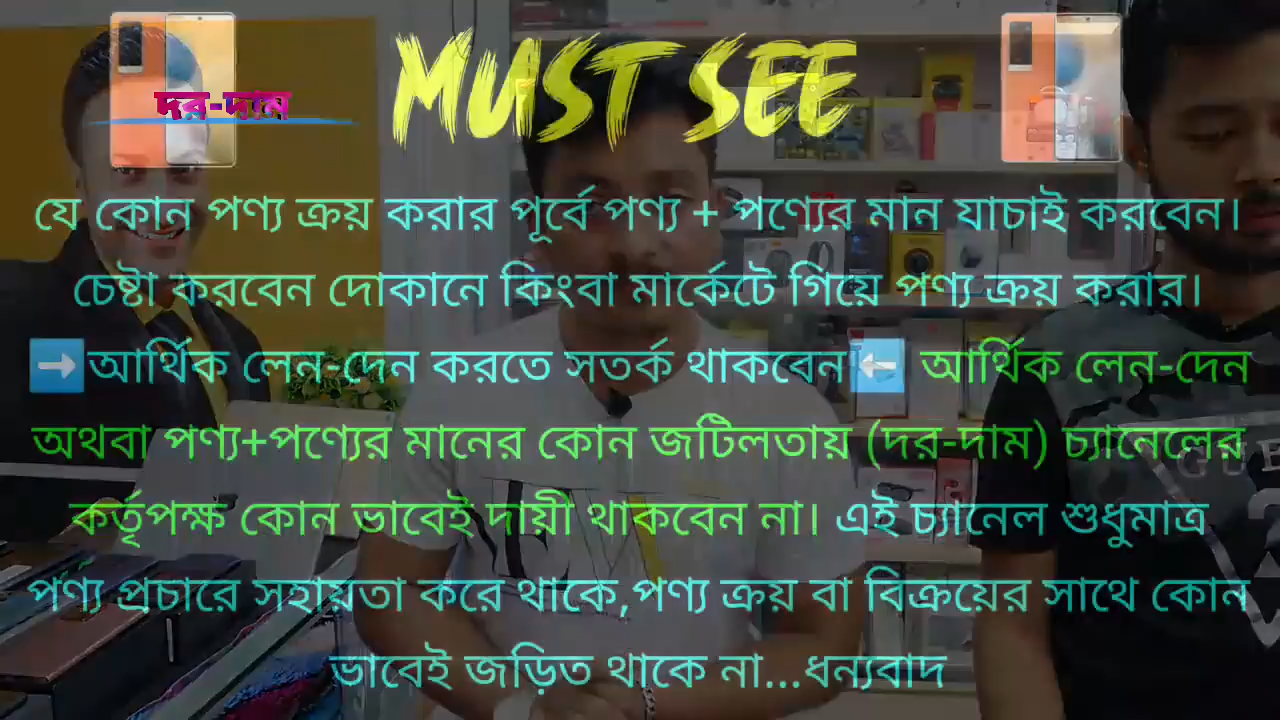 MUST SEE
দর-দাম
যে কোন পণ্য ক্রয় করার পূর্বে পণ্য + পণ্যের মান যাচাই করবেন।
চেষ্টা করবেন দোকানে কিংবা মার্কেটে গিয়ে পণ্য ক্রয় করার।
➡আর্থিক লেন-দেন করতে সতর্ক থাকবেন⬅ আর্থিক লেন-দেন
অথবা পণ্য+পণ্যের মানের কোন জটিলতায় (দর-দাম) চ্যানেলের
কর্তৃপক্ষ কোন ভাবেই দায়ী থাকবেন না। এই চ্যানেল শুধুমাত্র
পণ্য প্রচারে সহায়তা করে থাকে,পণ্য ক্রয় বা বিক্রয়ের সাথে কোন
ভাবেই জড়িত থাকে না...ধন্যবাদ